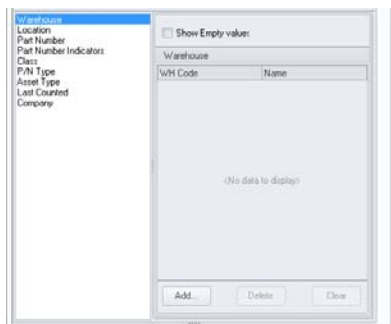 Warehouse
Location
Part Number
Part Number Indicators
Class
P/N Type
Asset Type
Last Counted
Company
Show Empty values
Warehouse
WH Code Name
<No data to display>
Add... Delete Clear